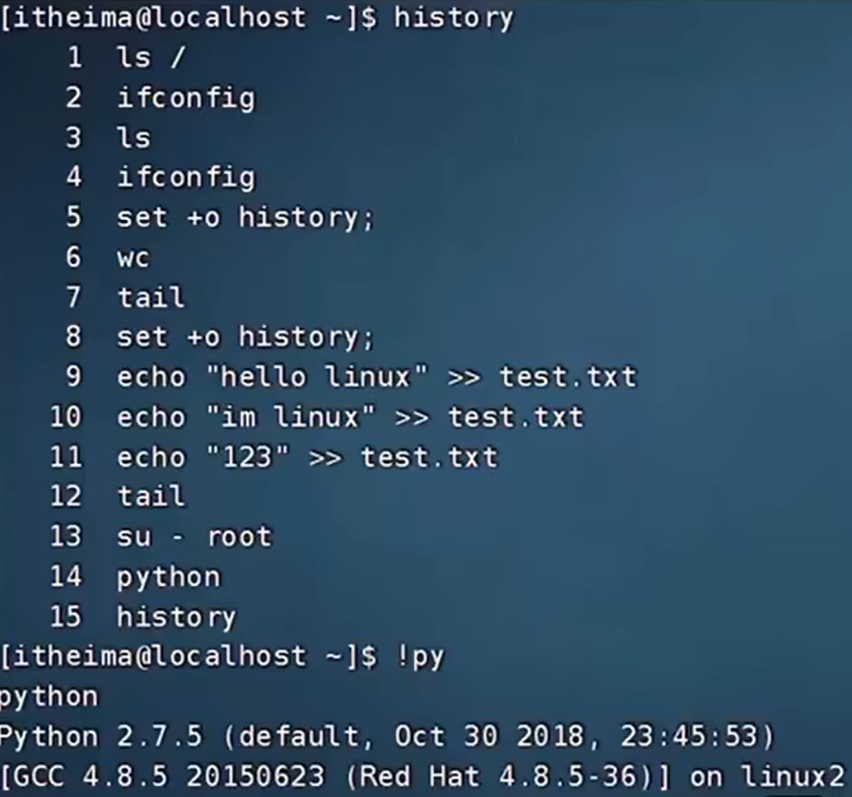 [itheima@localhost ~]$ history
1 ls /
2 ifconfig
3 ls
4 ifconfig
5 set +o history;
6 wc
7 tail
8 set +o history;
9 echo "hello linux" >> test.txt
10 echo "im linux" >> test.txt
11 echo "123" >> test.txt
12 tail
13 su - root
14 python
15 history
[itheima@localhost ~]$ !py
python
Python 2.7.5 (default, Oct 30 2018, 23:45:53)
[GCC 4.8.5 20150623 (Red Hat 4.8.5-36)] on linux2